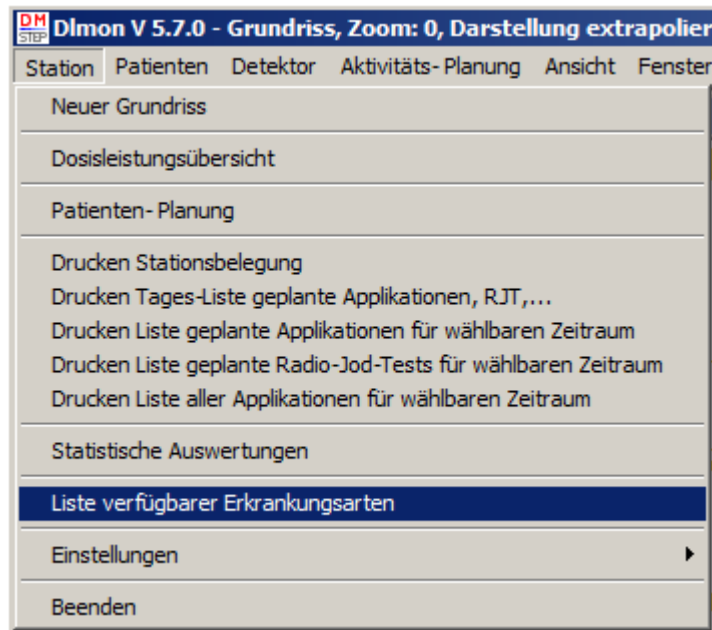 DM
STEP
Dlmon V 5.7.0 - Grundriss, Zoom: 0, Darstellung extrapolier
Station Patienten Detektor Aktivitäts- Planung Ansicht Fenster
Neuer Grundriss
Dosisleistungsübersicht
Patienten- Planung
Drucken Stationsbelegung
Drucken Tages-Liste geplante Applikationen, RJT,...
Drucken Liste geplante Applikationen für wählbaren Zeitraum
Drucken Liste geplante Radio-Jod-Tests für wählbaren Zeitraum
Drucken Liste aller Applikationen für wählbaren Zeitraum
Statistische Auswertungen
Liste verfügbarer Erkrankungsarten
Einstellungen
Beenden